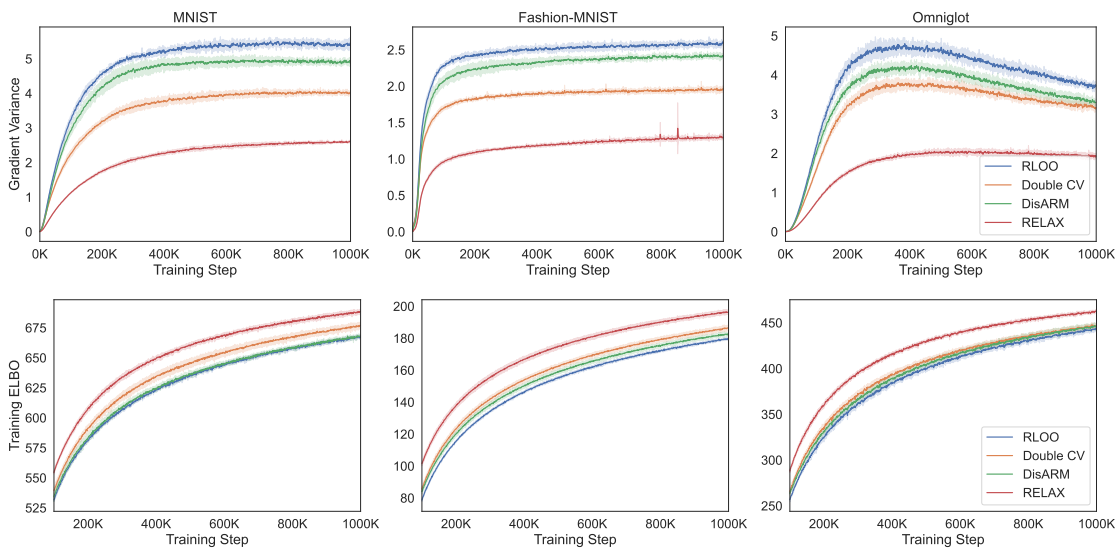 MNIST
Fashion-MNIST
Omniglot
Gradient Variance
5
4
3
2
1
0
0K 200K 400K 600K 800K 1000K
Training Step
2.5
2.0
1.5
1.0
0.5
0.0
0K 200K 400K 600K 800K 1000K
Training Step
5
4
3
2
1
0
0K 200K 400K 600K 800K 1000K
Training Step
RLOO
Double CV
DisARM
RELAX
Training ELBO
675
650
625
600
575
550
525
200K 400K 600K 800K 1000K
Training Step
200
180
160
140
120
100
80
200K 400K 600K 800K 1000K
Training Step
450
400
350
300
250
200K 400K 600K 800K 1000K
Training Step
RLOO
Double CV
DisARM
RELAX